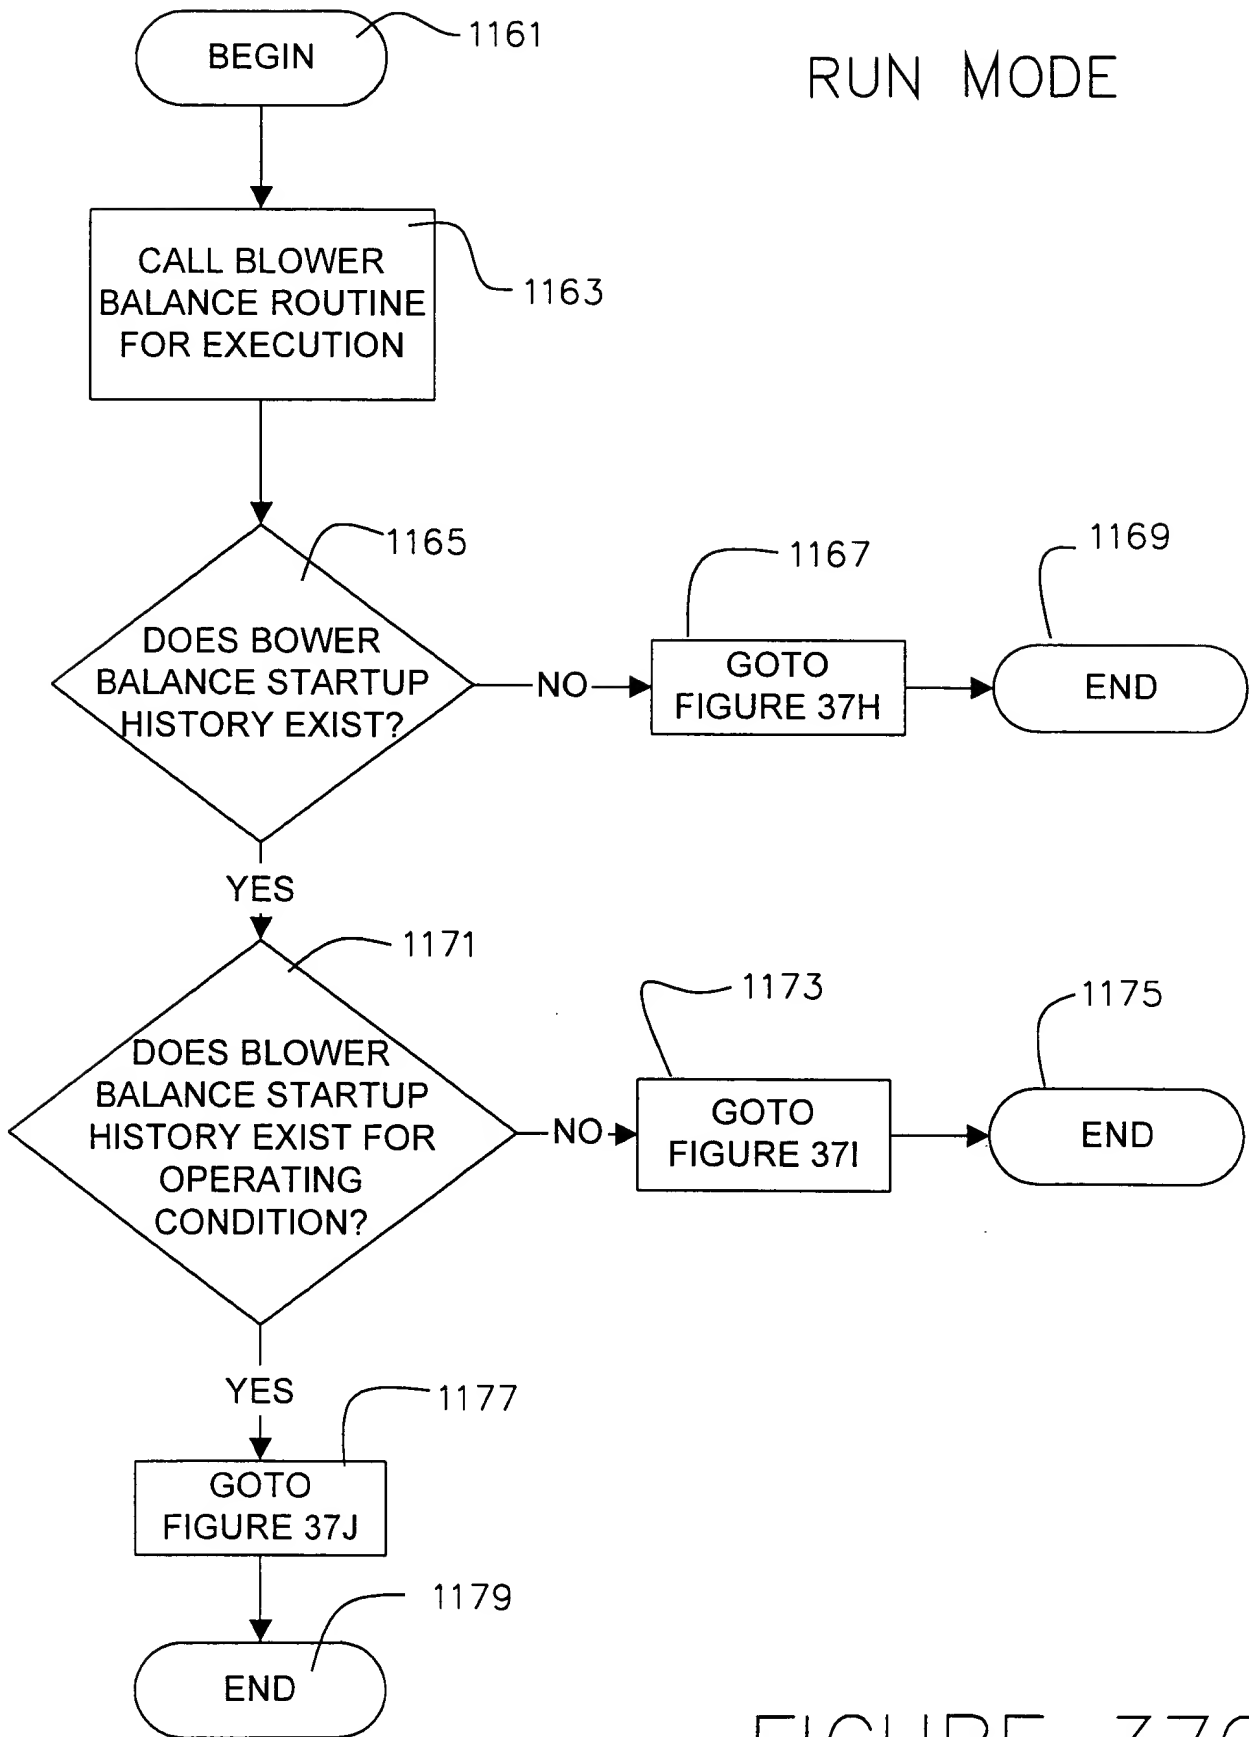 BEGIN
1161
RUN MODE
CALL BLOWER
BALANCE ROUTINE
FOR EXECUTION
1163
1165
DOES BOWER
BALANCE STARTUP
HISTORY EXIST?
NO
1167
GOTO
FIGURE 37H
1169
END
YES
1171
DOES BLOWER
BALANCE STARTUP
HISTORY EXIST FOR
OPERATING
CONDITION?
NO
1173
GOTO
FIGURE 37I
1175
END
YES
1177
GOTO
FIGURE 37J
1179
END
FIGURE